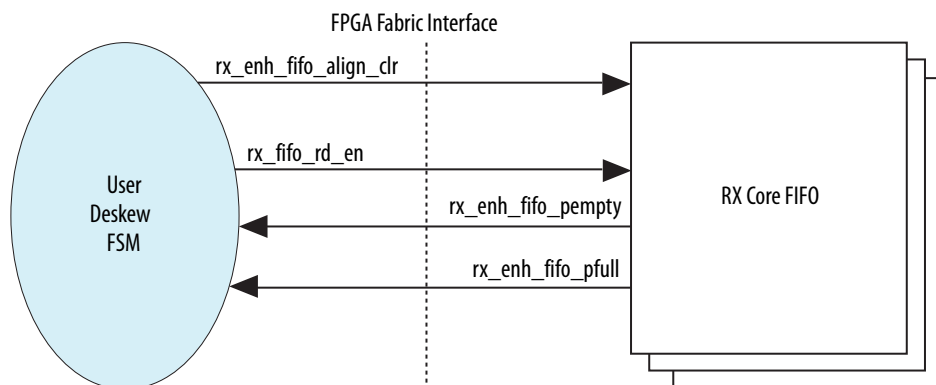 FPGA Fabric Interface
rx_enh_fifo_align_clr
rx_fifo_rd_en
rx_enh_fifo_pempty
rx_enh_fifo_pfull
User
Deskew
FSM
RX Core FIFO